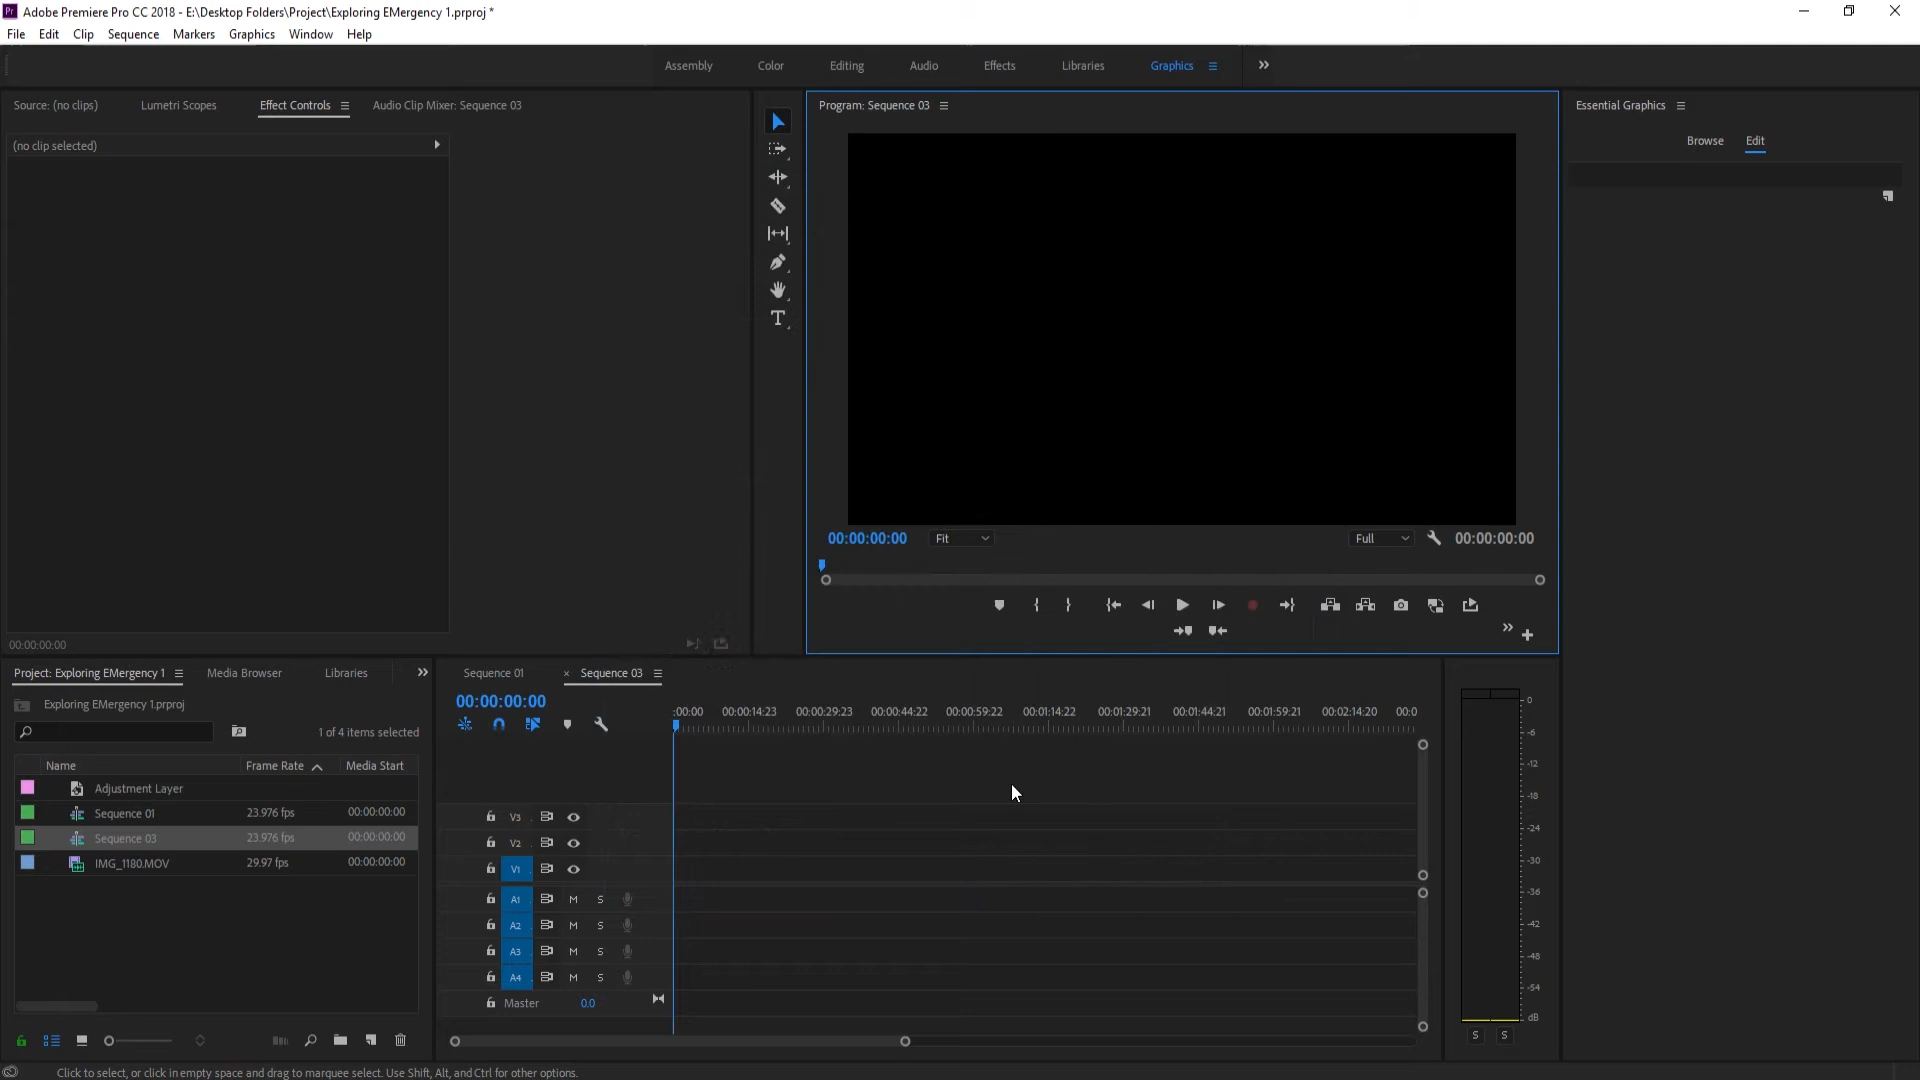 Pr Adobe Premiere Pro CC 2018 - E:\Desktop Folders\Project\Exploring EMergency 1.prproj *
File Edit Clip Sequence Markers Graphics Window Help
Assembly Color Editing Audio Effects Libraries Graphics
Source: (no clips) Lumetri Scopes Effect Controls Audio Clip Mixer: Sequence 03
Program: Sequence 03
Essential Graphics
Browse Edit
(no clip selected)
T
00:00:00:00 Fit Full 00:00:00:00
00:00:00:00
Project: Exploring EMergency 1 Media Browser Libraries
Exploring EMergency 1.prproj
1 of 4 items selected
Name Frame Rate Media Start
Adjustment Layer
Sequence 01 23.976 fps 00:00:00:00
Sequence 03 23.976 fps 00:00:00:00
IMG_1180.MOV 29.97 fps 00:00:00:00
Sequence 01 × Sequence 03
00:00:00:00
:00:00 00:00:14:23 00:00:29:23 00:00:44:22 00:00:59:22 00:01:14:22 00:01:29:21 00:01:44:21 00:01:59:21 00:02:14:20 00:0
V3
V2
V1
A1 M S
A2 M S
A3 M S
A4 M S
Master 0.0
0
-6
-12
-18
-24
-30
-36
-42
-48
-54
dB
S S
Click to select, or click in empty space and drag to marquee select. Use Shift, Alt, and Ctrl for other options.